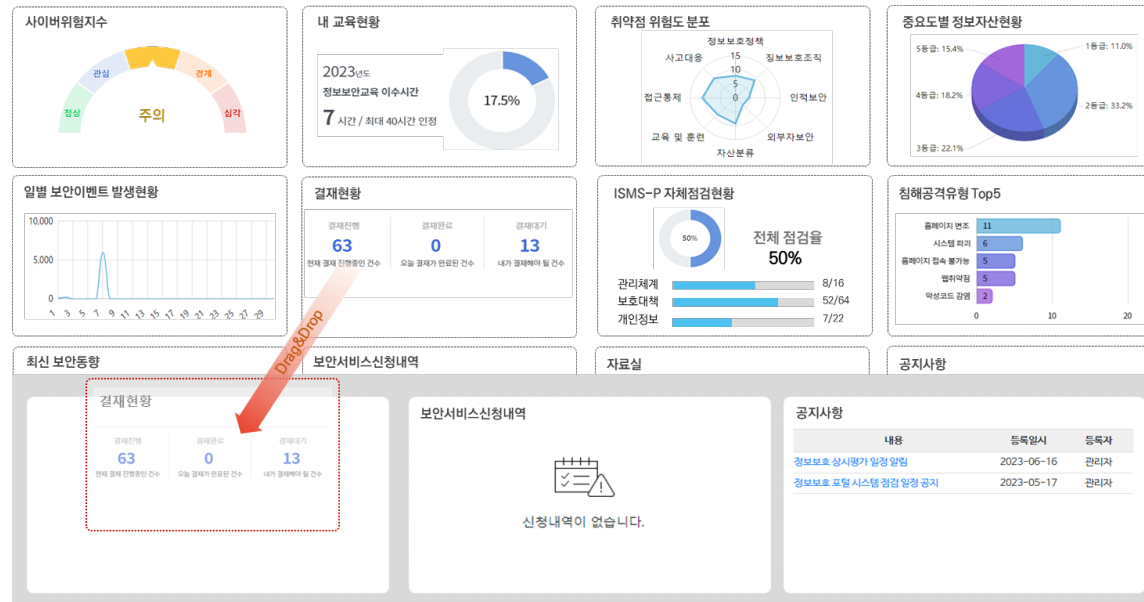 사이버위험지수
정상
관심
주의
경계
심각
내 교육현황
2023년도
정보보안교육 이수시간
7 시간 / 최대 40시간 인정
17.5%
취약점 위험도 분포
정보보호정책
사고대응
정보보호조직
15
10
5
0
접근통제
인적보안
교육 및 훈련
외부자보안
자산분류
중요도별 정보자산현황
5등급: 15.4%
1등급: 11.0%
4등급: 18.2%
2등급: 33.2%
3등급: 22.1%
일별 보안이벤트 발생현황
10,000
5,000
0
1 3 5 7 9 11 13 15 17 19 21 23 25 27 29
결재현황
결재진행 결재완료 결재대기
63 0 13
현재 결재 진행중인 건수 오늘 결재가 완료된 건수 내가 결재해야 될 건수
ISMS-P 자체점검현황
50%
전체 점검율
50%
관리체계 8/16
보호대책 52/64
개인정보 7/22
침해공격유형 Top5
홈페이지 변조 11
시스템 파괴 6
홈페이지 접속 불가능 5
웹취약점 5
악성코드 감염 2
0 10 20
Drag&Drop
최신 보안동향
보안서비스신청내역
자료실
공지사항
결재현황
결재진행 결재완료 결재대기
63 0 13
현재 결재 진행중인 건수 오늘 결재가 완료된 건수 내가 결재해야 될 건수
보안서비스신청내역
신청내역이 없습니다.
공지사항
내용 등록일시 등록자
정보보호 상시평가 일정 알림 2023-06-16 관리자
정보보호 포털 시스템 점검 일정 공지 2023-05-17 관리자